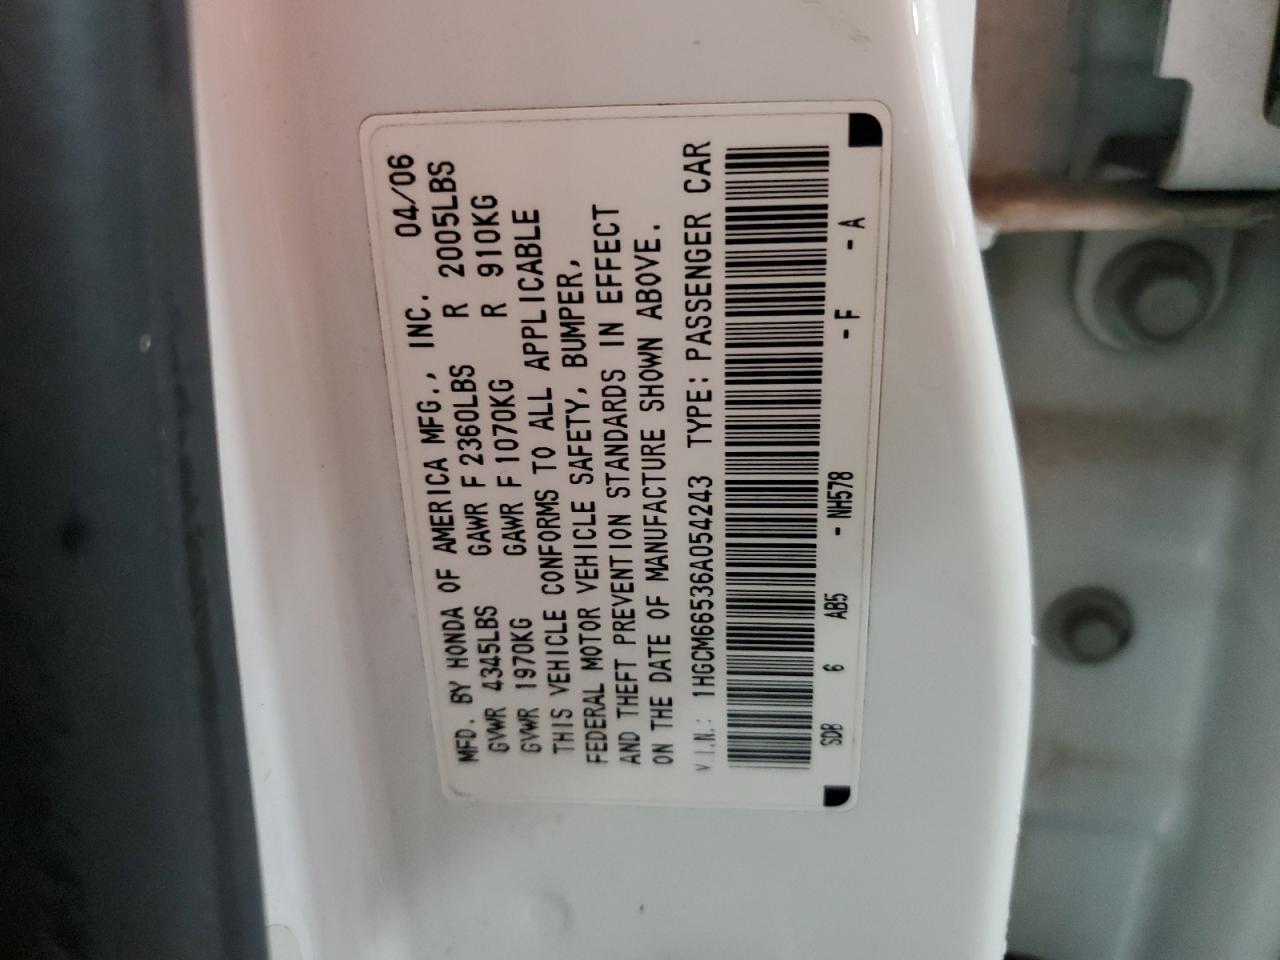 MFD. BY HONDA OF AMERICA MFG., INC. 04/06
GVWR 4345LBS GAWR F 2360LBS R 2005LBS
GVWR 1970KG GAWR F 1070KG R 910KG
THIS VEHICLE CONFORMS TO ALL APPLICABLE
FEDERAL MOTOR VEHICLE SAFETY, BUMPER,
AND THEFT PREVENTION STANDARDS IN EFFECT
ON THE DATE OF MANUFACTURE SHOWN ABOVE.
V.I.N.: 1HGCM66536A054243 TYPE: PASSENGER CAR
SDB 6 AB5 - NH578 - F - A